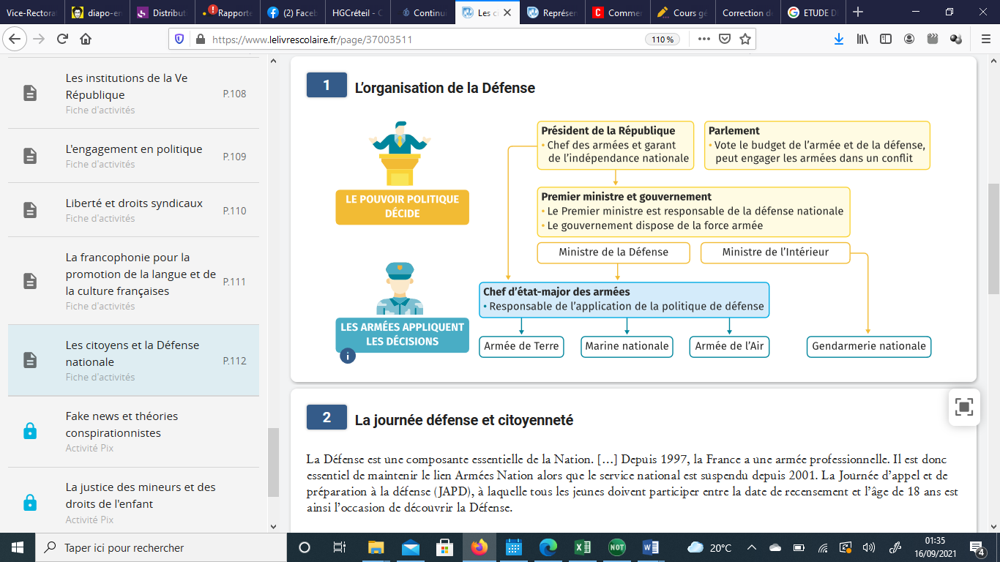 Vice-Rectorat
diapo-en
Distribut
Rapporte
(2) Faceb
HGCréteil - C
Continui
Les ci
Représen
Commen
Cours gé
Correction de
ETUDE D
https://www.lelivrescolaire.fr/page/37003511
110 %
Les institutions de la Ve
République
P.108
Fiche d'activités
L'engagement en politique
P.109
Fiche d'activités
Liberté et droits syndicaux
P.110
Fiche d'activités
La francophonie pour la
promotion de la langue et de
la culture françaises
P.111
Fiche d'activités
Les citoyens et la Défense
nationale
P.112
Fiche d'activités
Fake news et théories
conspirationnistes
Activité Pix
La justice des mineurs et des
droits de l'enfant
Activité Pix
1
L'organisation de la Défense
LE POUVOIR POLITIQUE
DÉCIDE
Président de la République
• Chef des armées et garant
de l'indépendance nationale
Parlement
• Vote le budget de l'armée et de la défense,
peut engager les armées dans un conflit
Premier ministre et gouvernement
• Le Premier ministre est responsable de la défense nationale
• Le gouvernement dispose de la force armée
Ministre de la Défense
Ministre de l'Intérieur
LES ARMÉES APPLIQUENT
LES DÉCISIONS
i
Chef d'état-major des armées
• Responsable de l'application de la politique de défense
Armée de Terre
Marine nationale
Armée de l'Air
Gendarmerie nationale
2
La journée défense et citoyenneté
La Défense est une composante essentielle de la Nation. [...] Depuis 1997, la France a une armée professionnelle. Il est donc
essentiel de maintenir le lien Armées Nation alors que le service national est suspendu depuis 2001. La Journée d'appel et de
préparation à la défense (JAPD), à laquelle tous les jeunes doivent participer entre la date de recensement et l'âge de 18 ans est
ainsi l'occasion de découvrir la Défense.
Taper ici pour rechercher
NOT
20°C
01:35
16/09/2021
4